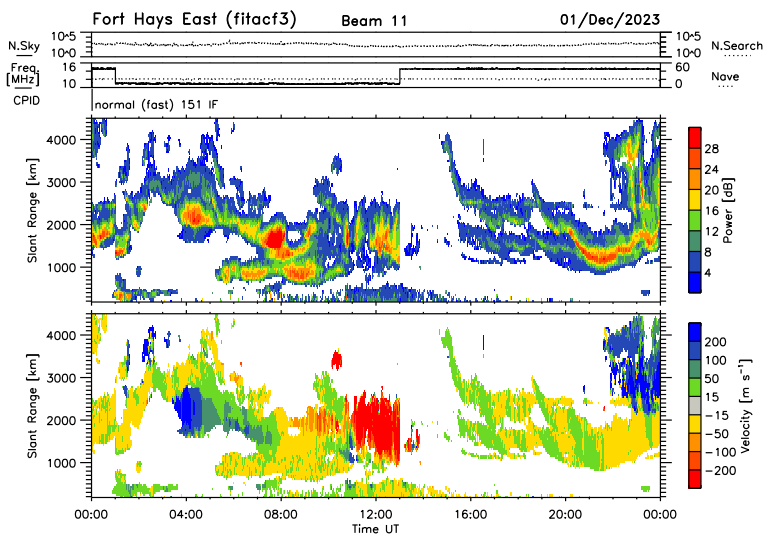 Fort Hays East (fitacf3) Beam 11 01/Dec/2023
N.Sky 10^5 10^0 10^5 10^0 N.Search
Freq. [MHz] 16 10 60 0 Nave
CPID normal (fast) 151 IF
Slant Range [km] 4000 3000 2000 1000
Power [dB] 28 24 20 16 12 8 4
Slant Range [km] 4000 3000 2000 1000
Velocity [m s⁻¹] 200 100 50 15 −15 −50 −100 −200
00:00 04:00 08:00 12:00 16:00 20:00 00:00
Time UT